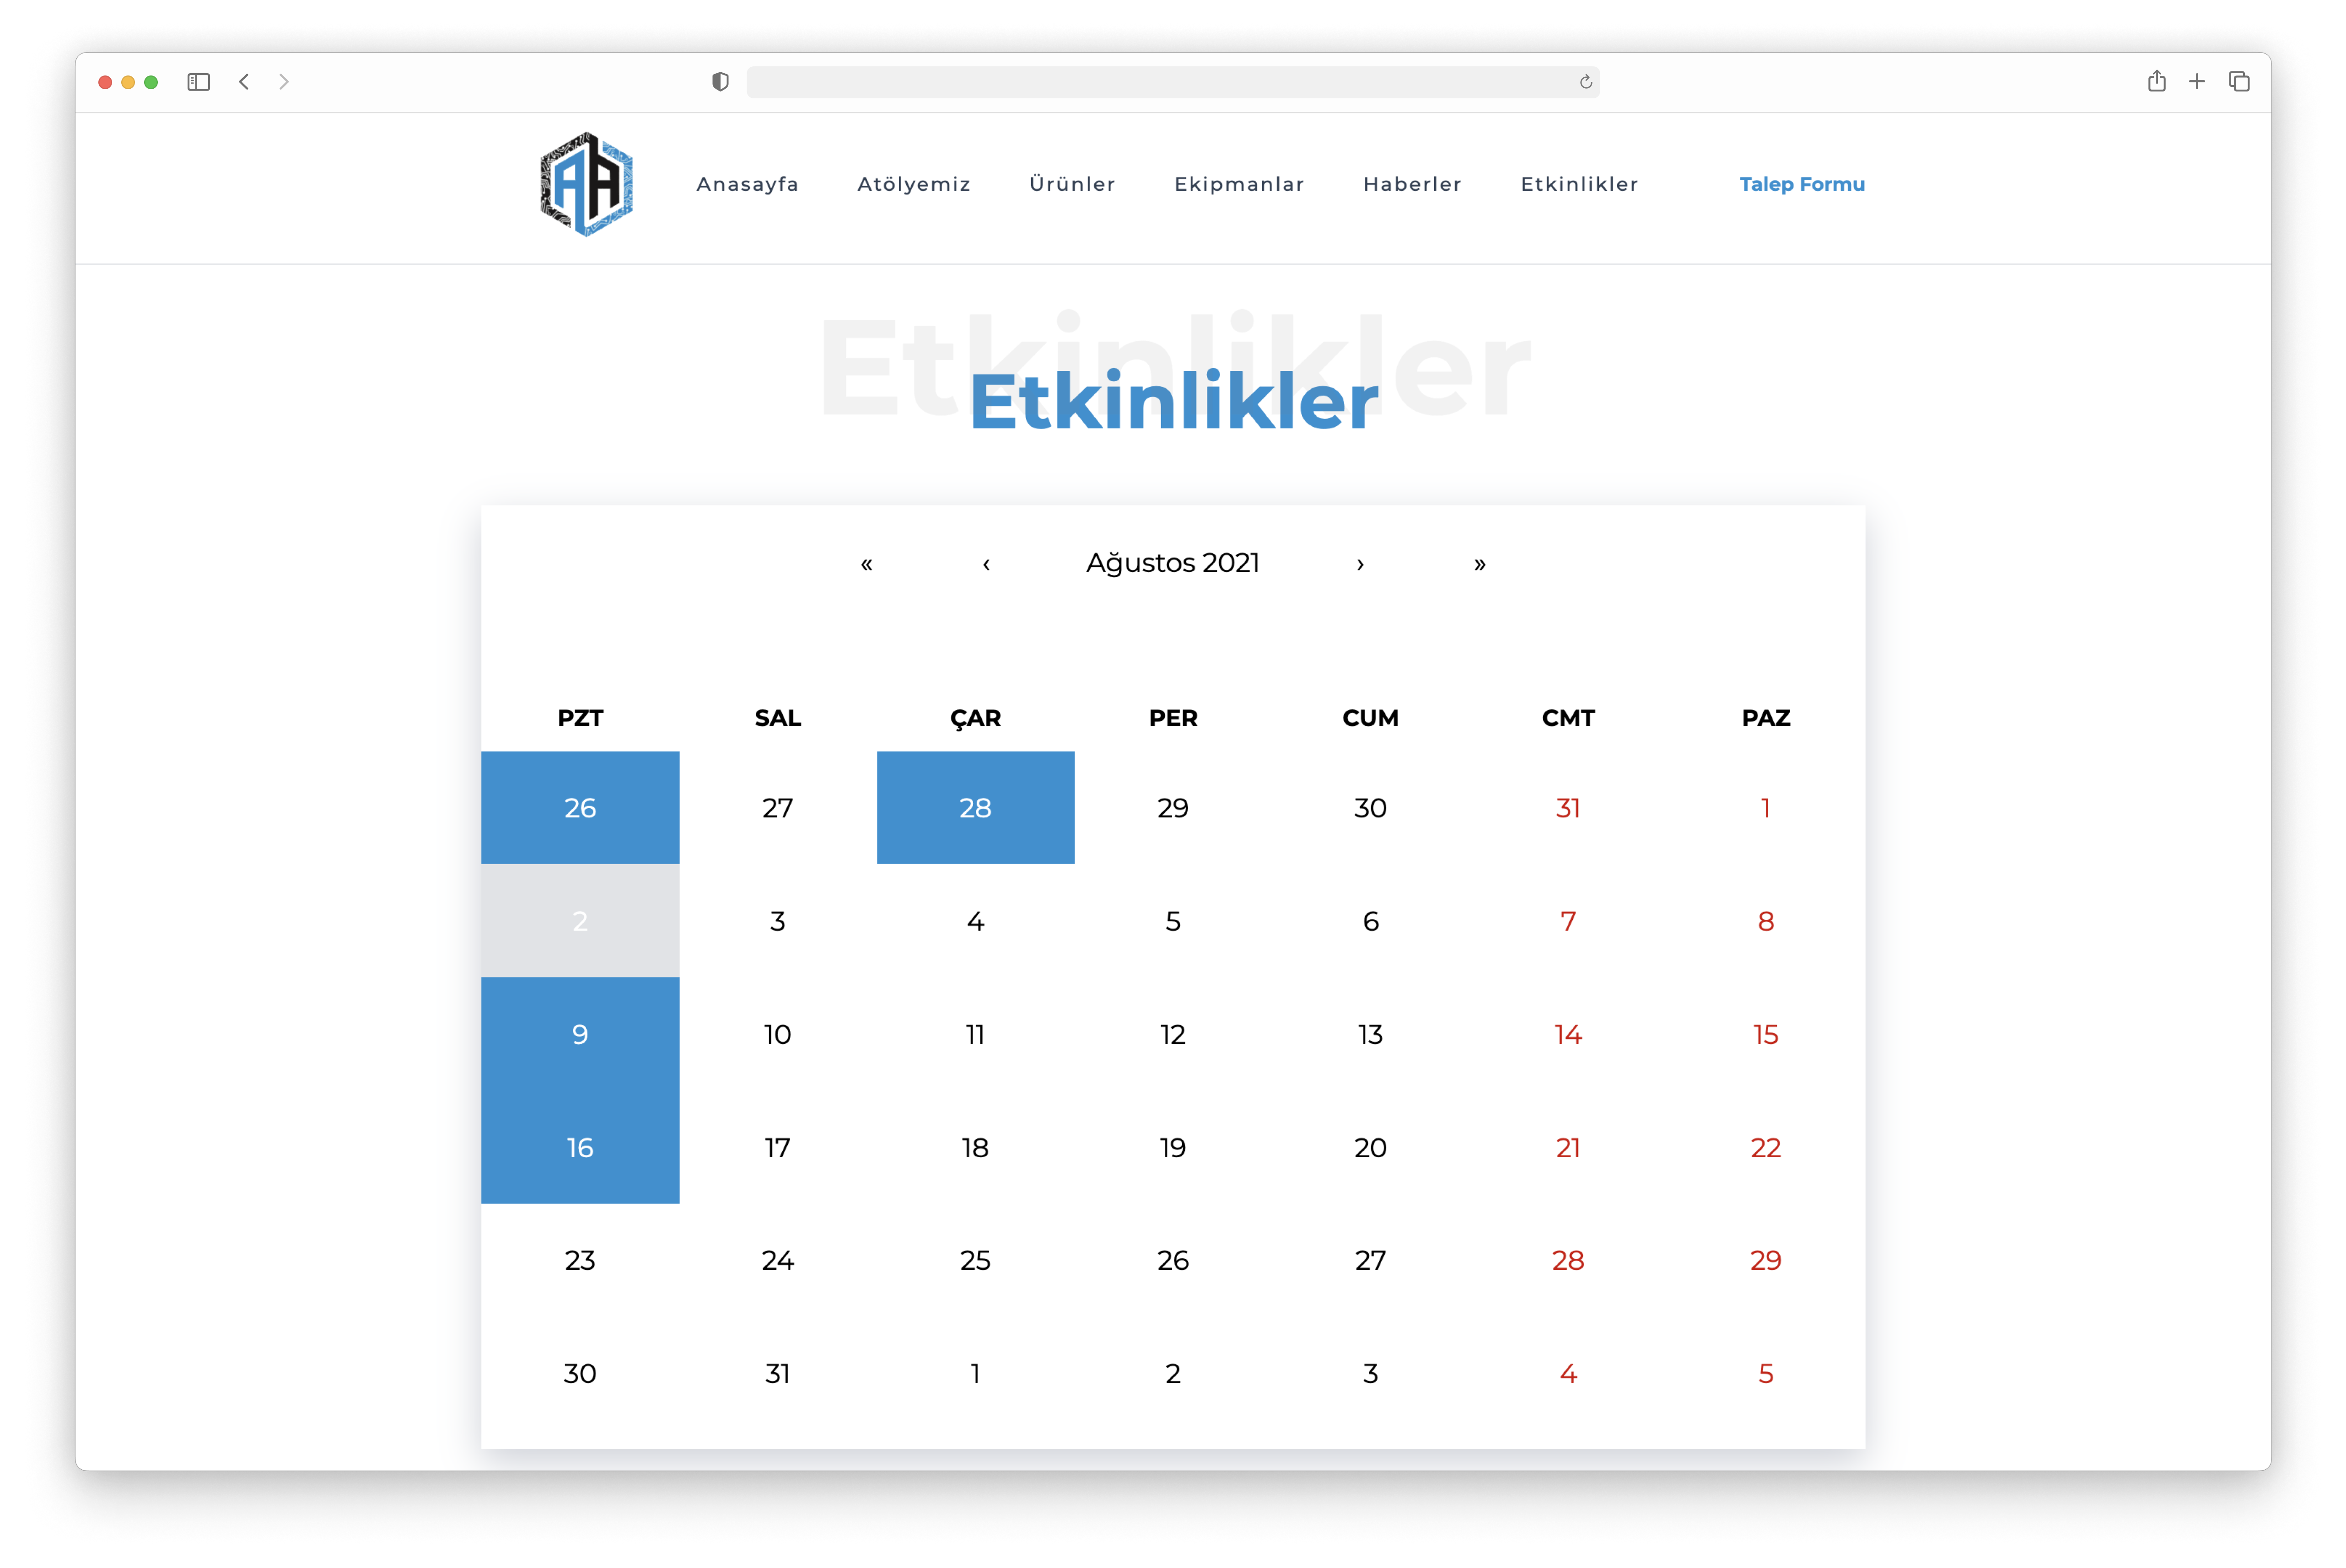 AA
Anasayfa Atölyemiz Ürünler Ekipmanlar Haberler Etkinlikler Talep Formu
Etkinlikler
Etkinlikler
« ‹ Ağustos 2021 › »
PZT SAL ÇAR PER CUM CMT PAZ
26 27 28 29 30 31 1
2 3 4 5 6 7 8
9 10 11 12 13 14 15
16 17 18 19 20 21 22
23 24 25 26 27 28 29
30 31 1 2 3 4 5